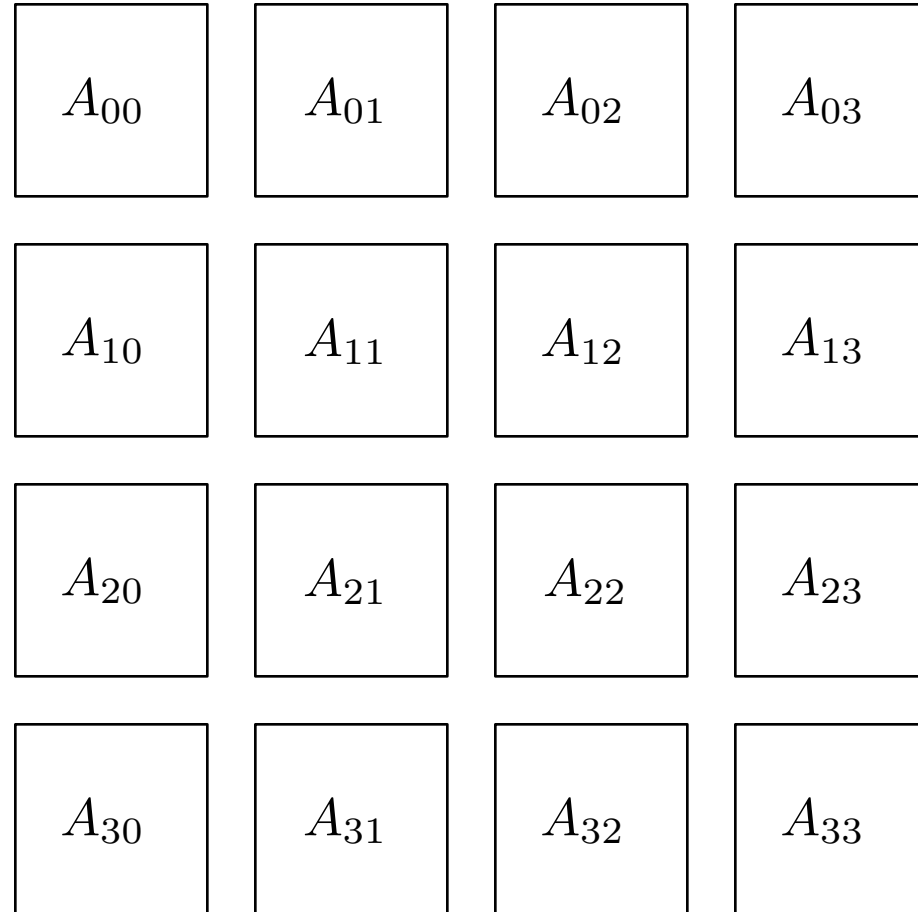 A₀₀ A₀₁ A₀₂ A₀₃
A₁₀ A₁₁ A₁₂ A₁₃
A₂₀ A₂₁ A₂₂ A₂₃
A₃₀ A₃₁ A₃₂ A₃₃